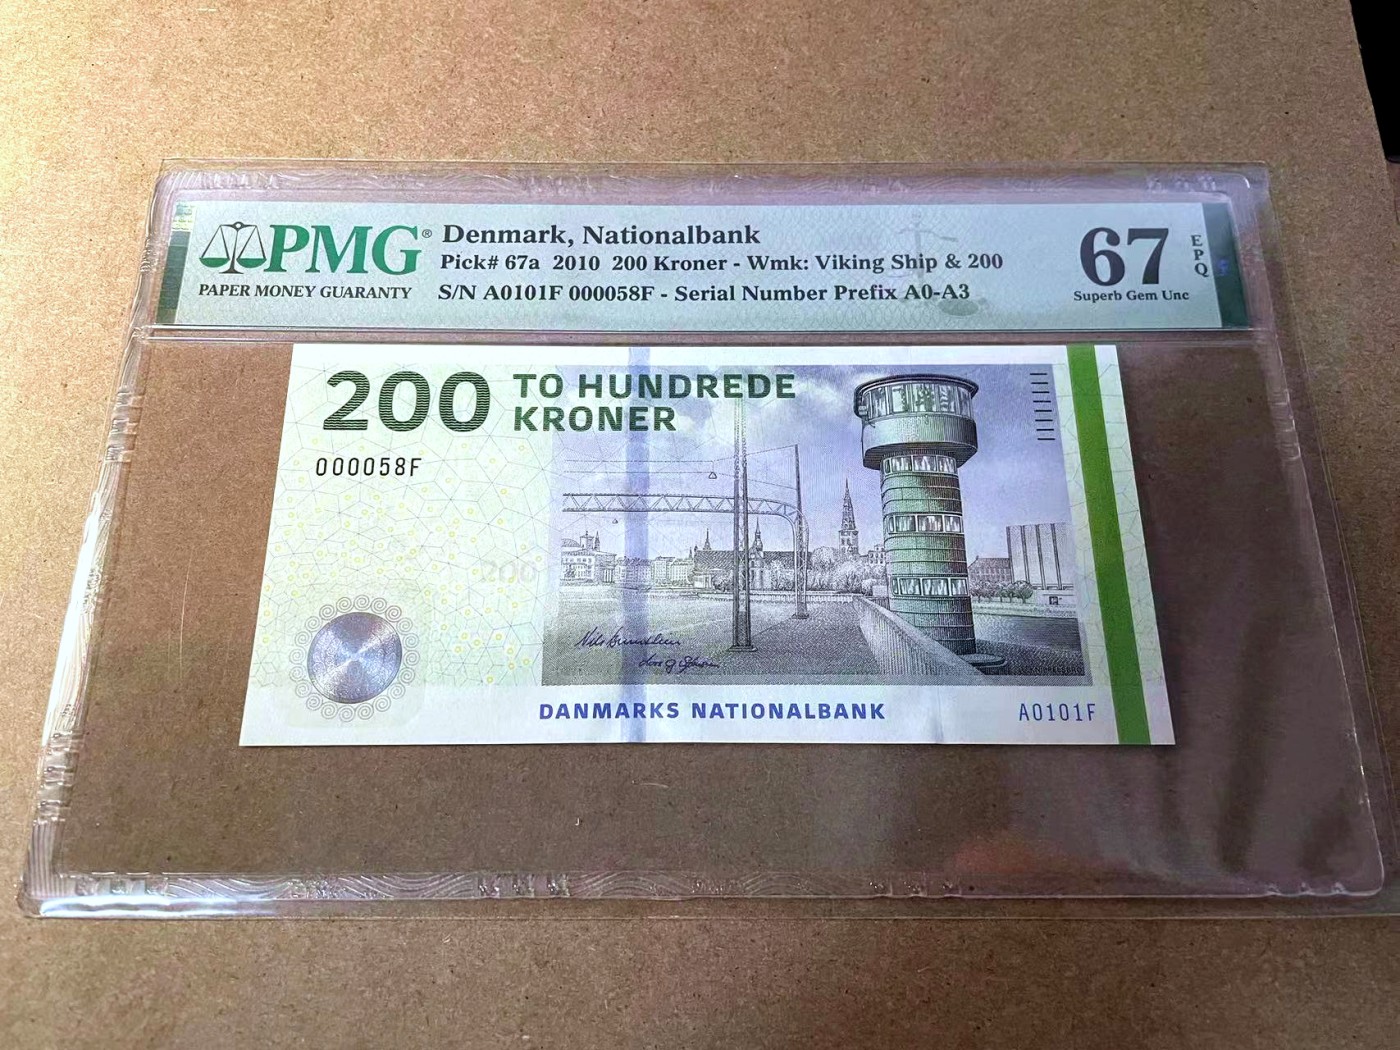 PMG®
PAPER MONEY GUARANTY
Denmark, Nationalbank
Pick# 67a 2010 200 Kroner - Wmk: Viking Ship & 200
S/N A0101F 000058F - Serial Number Prefix A0-A3
67
EPQ
Superb Gem Unc
200 TO HUNDREDE
KRONER
000058F
200
DANMARKS NATIONALBANK
A0101F